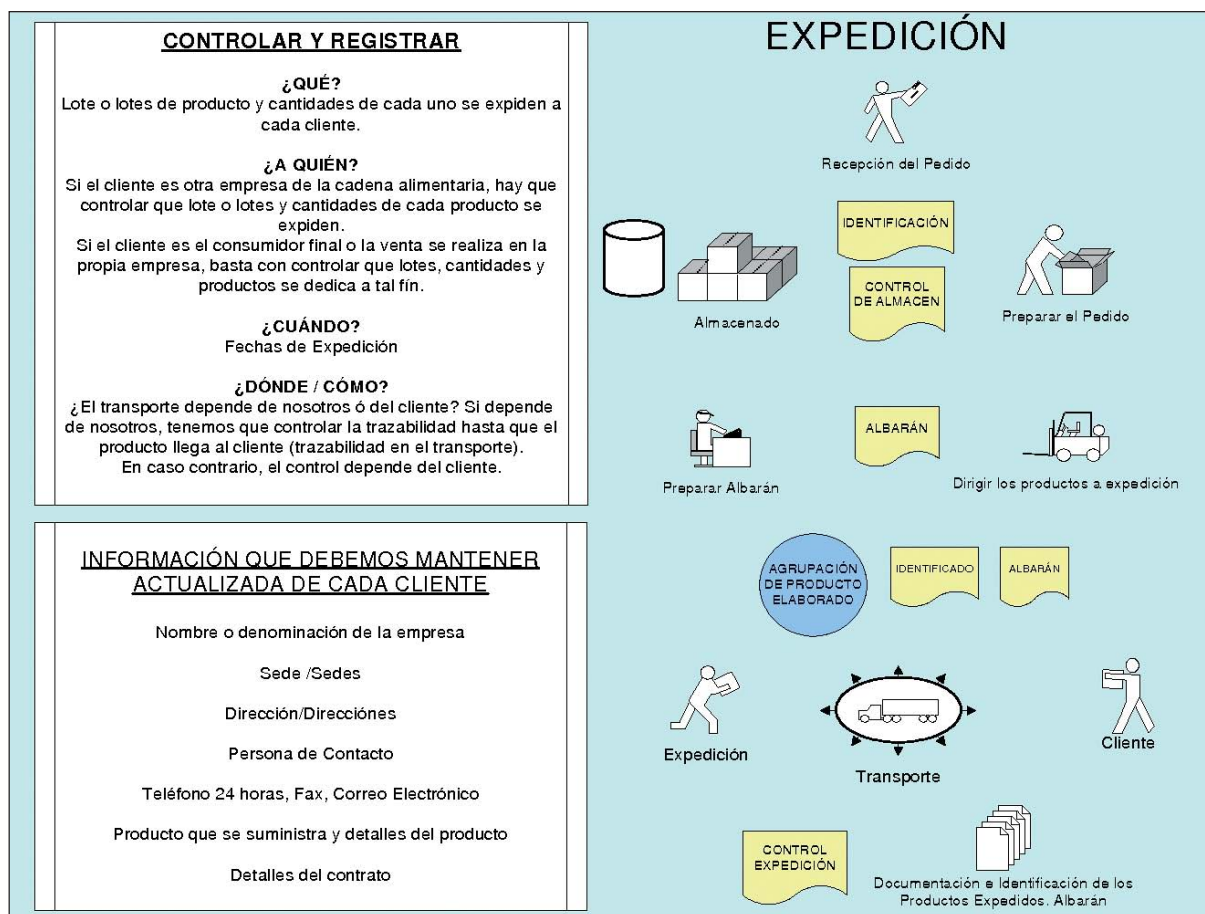 CONTROLAR Y REGISTRAR
¿QUÉ?
Lote o lotes de producto y cantidades de cada uno se expiden a
cada cliente.
¿A QUIÉN?
Si el cliente es otra empresa de la cadena alimentaria, hay que
controlar que lote o lotes y cantidades de cada producto se
expiden.
Si el cliente es el consumidor final o la venta se realiza en la
propia empresa, basta con controlar que lotes, cantidades y
productos se dedica a tal fín.
¿CUÁNDO?
Fechas de Expedición
¿DÓNDE / CÓMO?
¿El transporte depende de nosotros ó del cliente? Si depende
de nosotros, tenemos que controlar la trazabilidad hasta que el
producto llega al cliente (trazabilidad en el transporte).
En caso contrario, el control depende del cliente.
INFORMACIÓN QUE DEBEMOS MANTENER
ACTUALIZADA DE CADA CLIENTE
Nombre o denominación de la empresa
Sede /Sedes
Dirección/Direcciónes
Persona de Contacto
Teléfono 24 horas, Fax, Correo Electrónico
Producto que se suministra y detalles del producto
Detalles del contrato
EXPEDICIÓN
Recepción del Pedido
IDENTIFICACIÓN
CONTROL
DE ALMACEN
Almacenado
Preparar el Pedido
ALBARÁN
Preparar Albarán
Dirigir los productos a expedición
AGRUPACIÓN
DE PRODUCTO
ELABORADO
IDENTIFICADO
ALBARÁN
Expedición
Transporte
Cliente
CONTROL
EXPEDICIÓN
Documentación e Identificación de los
Productos Expedidos. Albarán